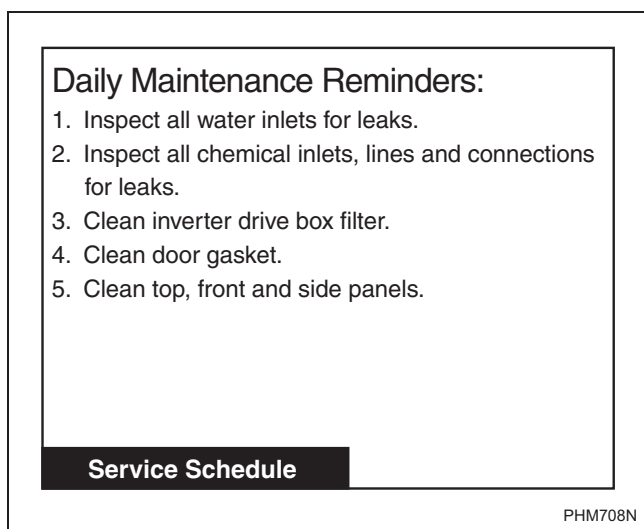 Daily Maintenance Reminders:
1. Inspect all water inlets for leaks.
2. Inspect all chemical inlets, lines and connections
for leaks.
3. Clean inverter drive box filter.
4. Clean door gasket.
5. Clean top, front and side panels.
Service Schedule
PHM708N